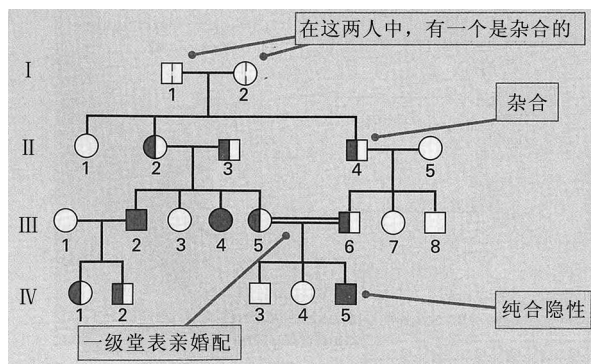 在这两人中，有一个是杂合的
I
1 2
杂合
II
1 2 3 4 5
III
1 2 3 4 5 6 7 8
IV
1 2 3 4 5
纯合隐性
一级堂表亲婚配